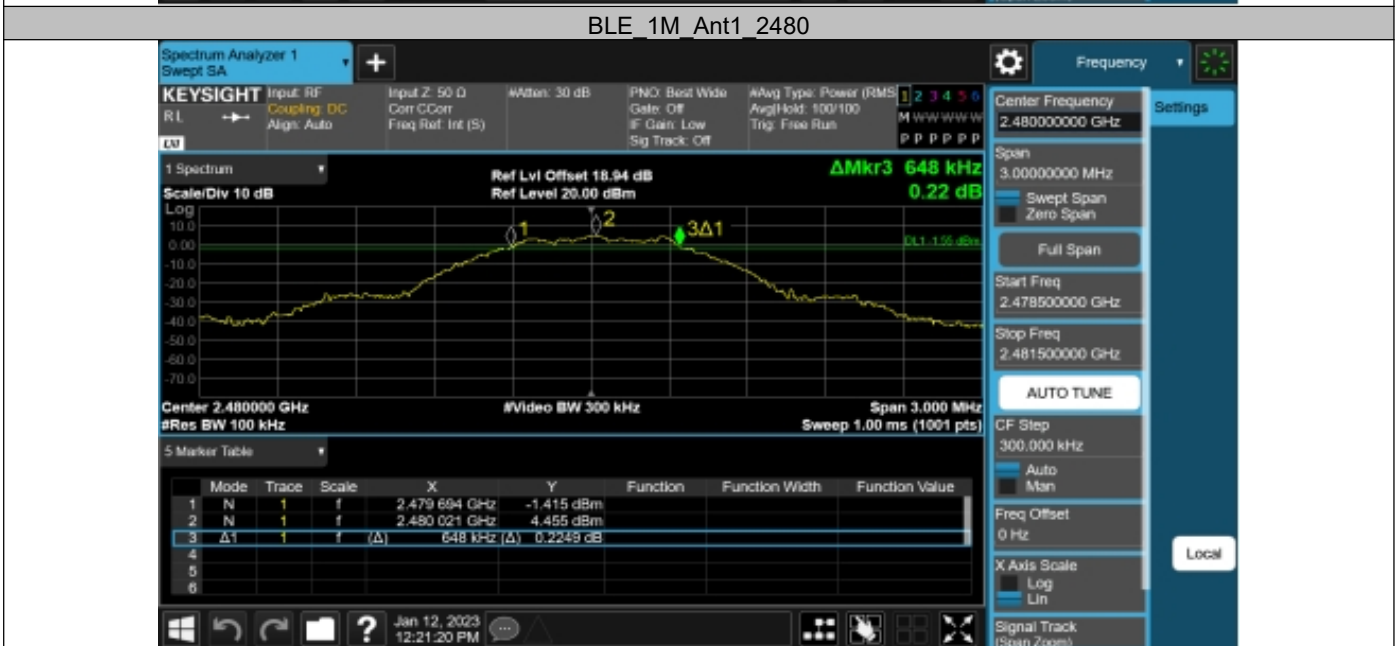 BLE_1M_Ant1_2480
Spectrum Analyzer 1
Swept SA
+
Frequency
KEYSIGHT
RL
LXI
Input: RF
Coupling: DC
Align: Auto
Input Z: 50 Ω
Corr CCorr
Freq Ref: Int (S)
#Atten: 30 dB
PNO: Best Wide
Gate: Off
IF Gain: Low
Sig Track: Off
#Avg Type: Power (RMS
Avg|Hold: 100/100
Trig: Free Run
1 2 3 4 5 6
M W W W W W
P P P P P P
Center Frequency
2.480000000 GHz
Settings
1 Spectrum
Scale/Div 10 dB
Ref Lvl Offset 18.94 dB
Ref Level 20.00 dBm
ΔMkr3 648 kHz
0.22 dB
Log
10.0
0.00
-10.0
-20.0
-30.0
-40.0
-50.0
-60.0
-70.0
1
2
3Δ1
DL1 -1.55 dBm
Center 2.480000 GHz
#Video BW 300 kHz
Span 3.000 MHz
#Res BW 100 kHz
Sweep 1.00 ms (1001 pts)
Span
3.00000000 MHz
Swept Span
Zero Span
Full Span
Start Freq
2.478500000 GHz
Stop Freq
2.481500000 GHz
AUTO TUNE
CF Step
300.000 kHz
Auto
Man
Freq Offset
0 Hz
X Axis Scale
Log
Lin
Signal Track
(Span Zoom)
Local
5 Marker Table
Mode Trace Scale X Y Function Function Width Function Value
1 N 1 f 2.479 694 GHz -1.415 dBm
2 N 1 f 2.480 021 GHz 4.455 dBm
3 Δ1 1 f (Δ) 648 kHz (Δ) 0.2249 dB
4
5
6
?
Jan 12, 2023
12:21:20 PM